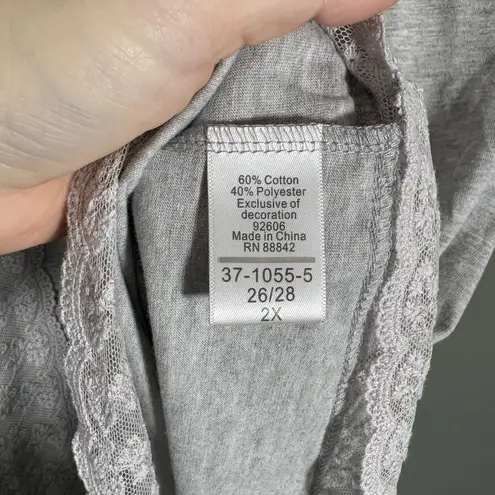 60% Cotton
40% Polyester
Exclusive of
decoration
92606
Made in China
RN 88842
37-1055-5
26/28
2X